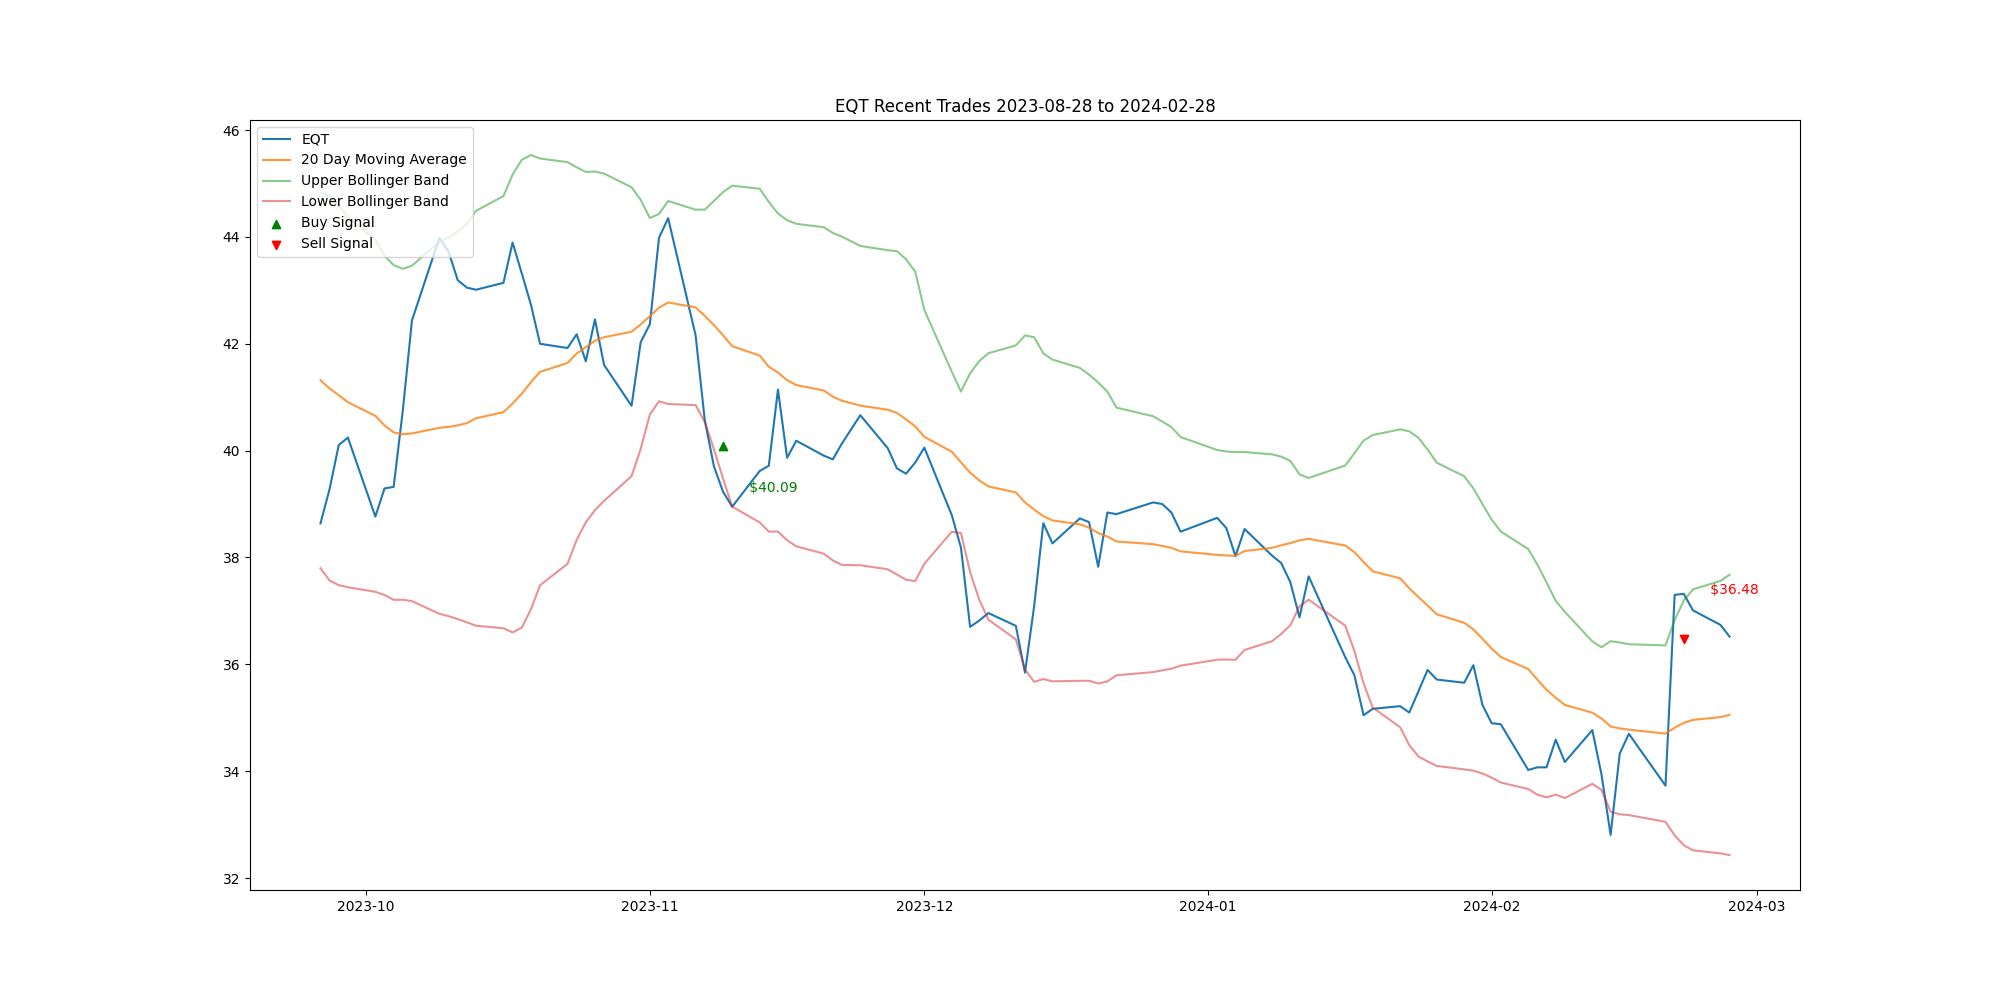 EQT Recent Trades 2023-08-28 to 2024-02-28
EQT
20 Day Moving Average
Upper Bollinger Band
Lower Bollinger Band
Buy Signal
Sell Signal
46
44
42
40
38
36
34
32
$40.09
$36.48
2023-10
2023-11
2023-12
2024-01
2024-02
2024-03